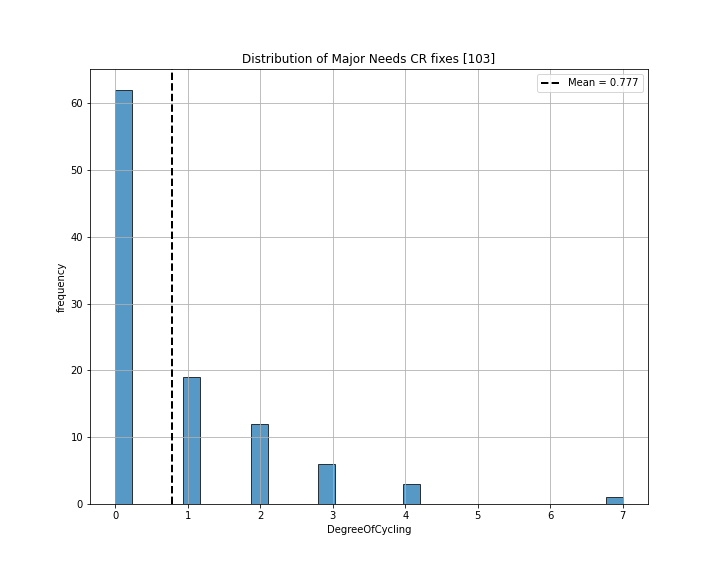 Distribution of Major Needs CR fixes [103]
Mean = 0.777
frequency
60
50
40
30
20
10
0
0 1 2 3 4 5 6 7
DegreeOfCycling